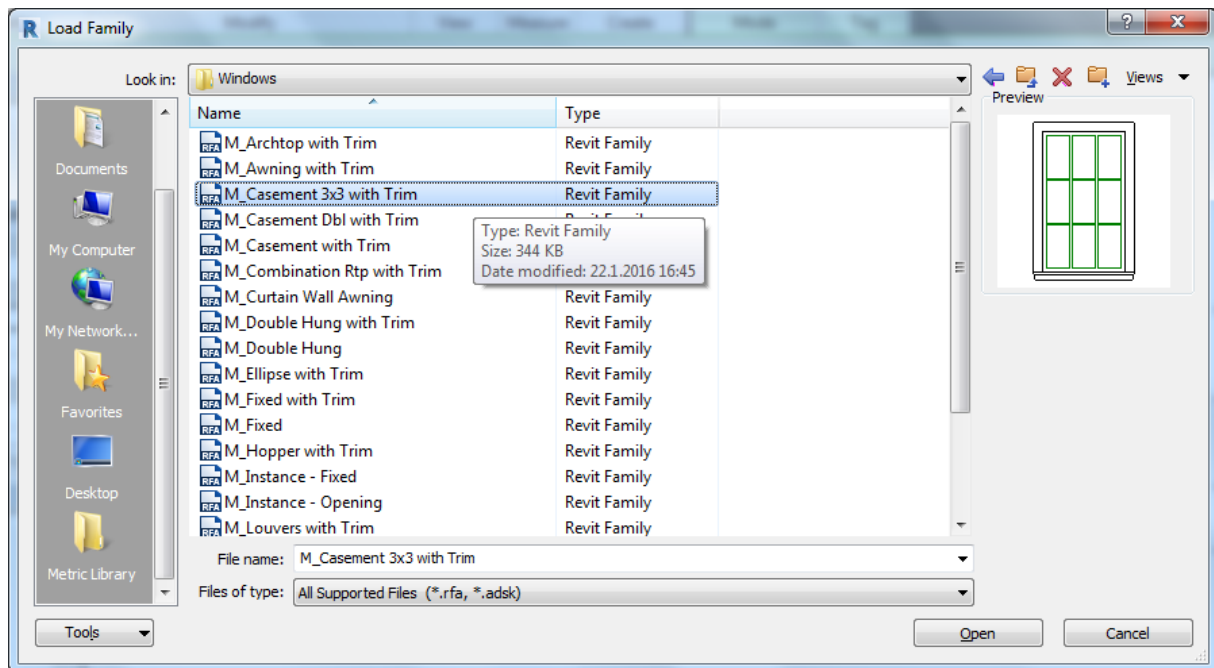 Load Family
Modify View Measure Create Mode Tag
Look in: Windows
Views
Preview
Name Type
M_Archtop with Trim Revit Family
M_Awning with Trim Revit Family
M_Casement 3x3 with Trim Revit Family
M_Casement Dbl with Trim
M_Casement with Trim
M_Combination Rtp with Trim
Type: Revit Family
Size: 344 KB
Date modified: 22.1.2016 16:45
M_Curtain Wall Awning Revit Family
M_Double Hung with Trim Revit Family
M_Double Hung Revit Family
M_Ellipse with Trim Revit Family
M_Fixed with Trim Revit Family
M_Fixed Revit Family
M_Hopper with Trim Revit Family
M_Instance - Fixed Revit Family
M_Instance - Opening Revit Family
M_Louvers with Trim Revit Family
Documents
My Computer
My Network...
Favorites
Desktop
Metric Library
File name: M_Casement 3x3 with Trim
Files of type: All Supported Files (*.rfa, *.adsk)
Tools
Open
Cancel